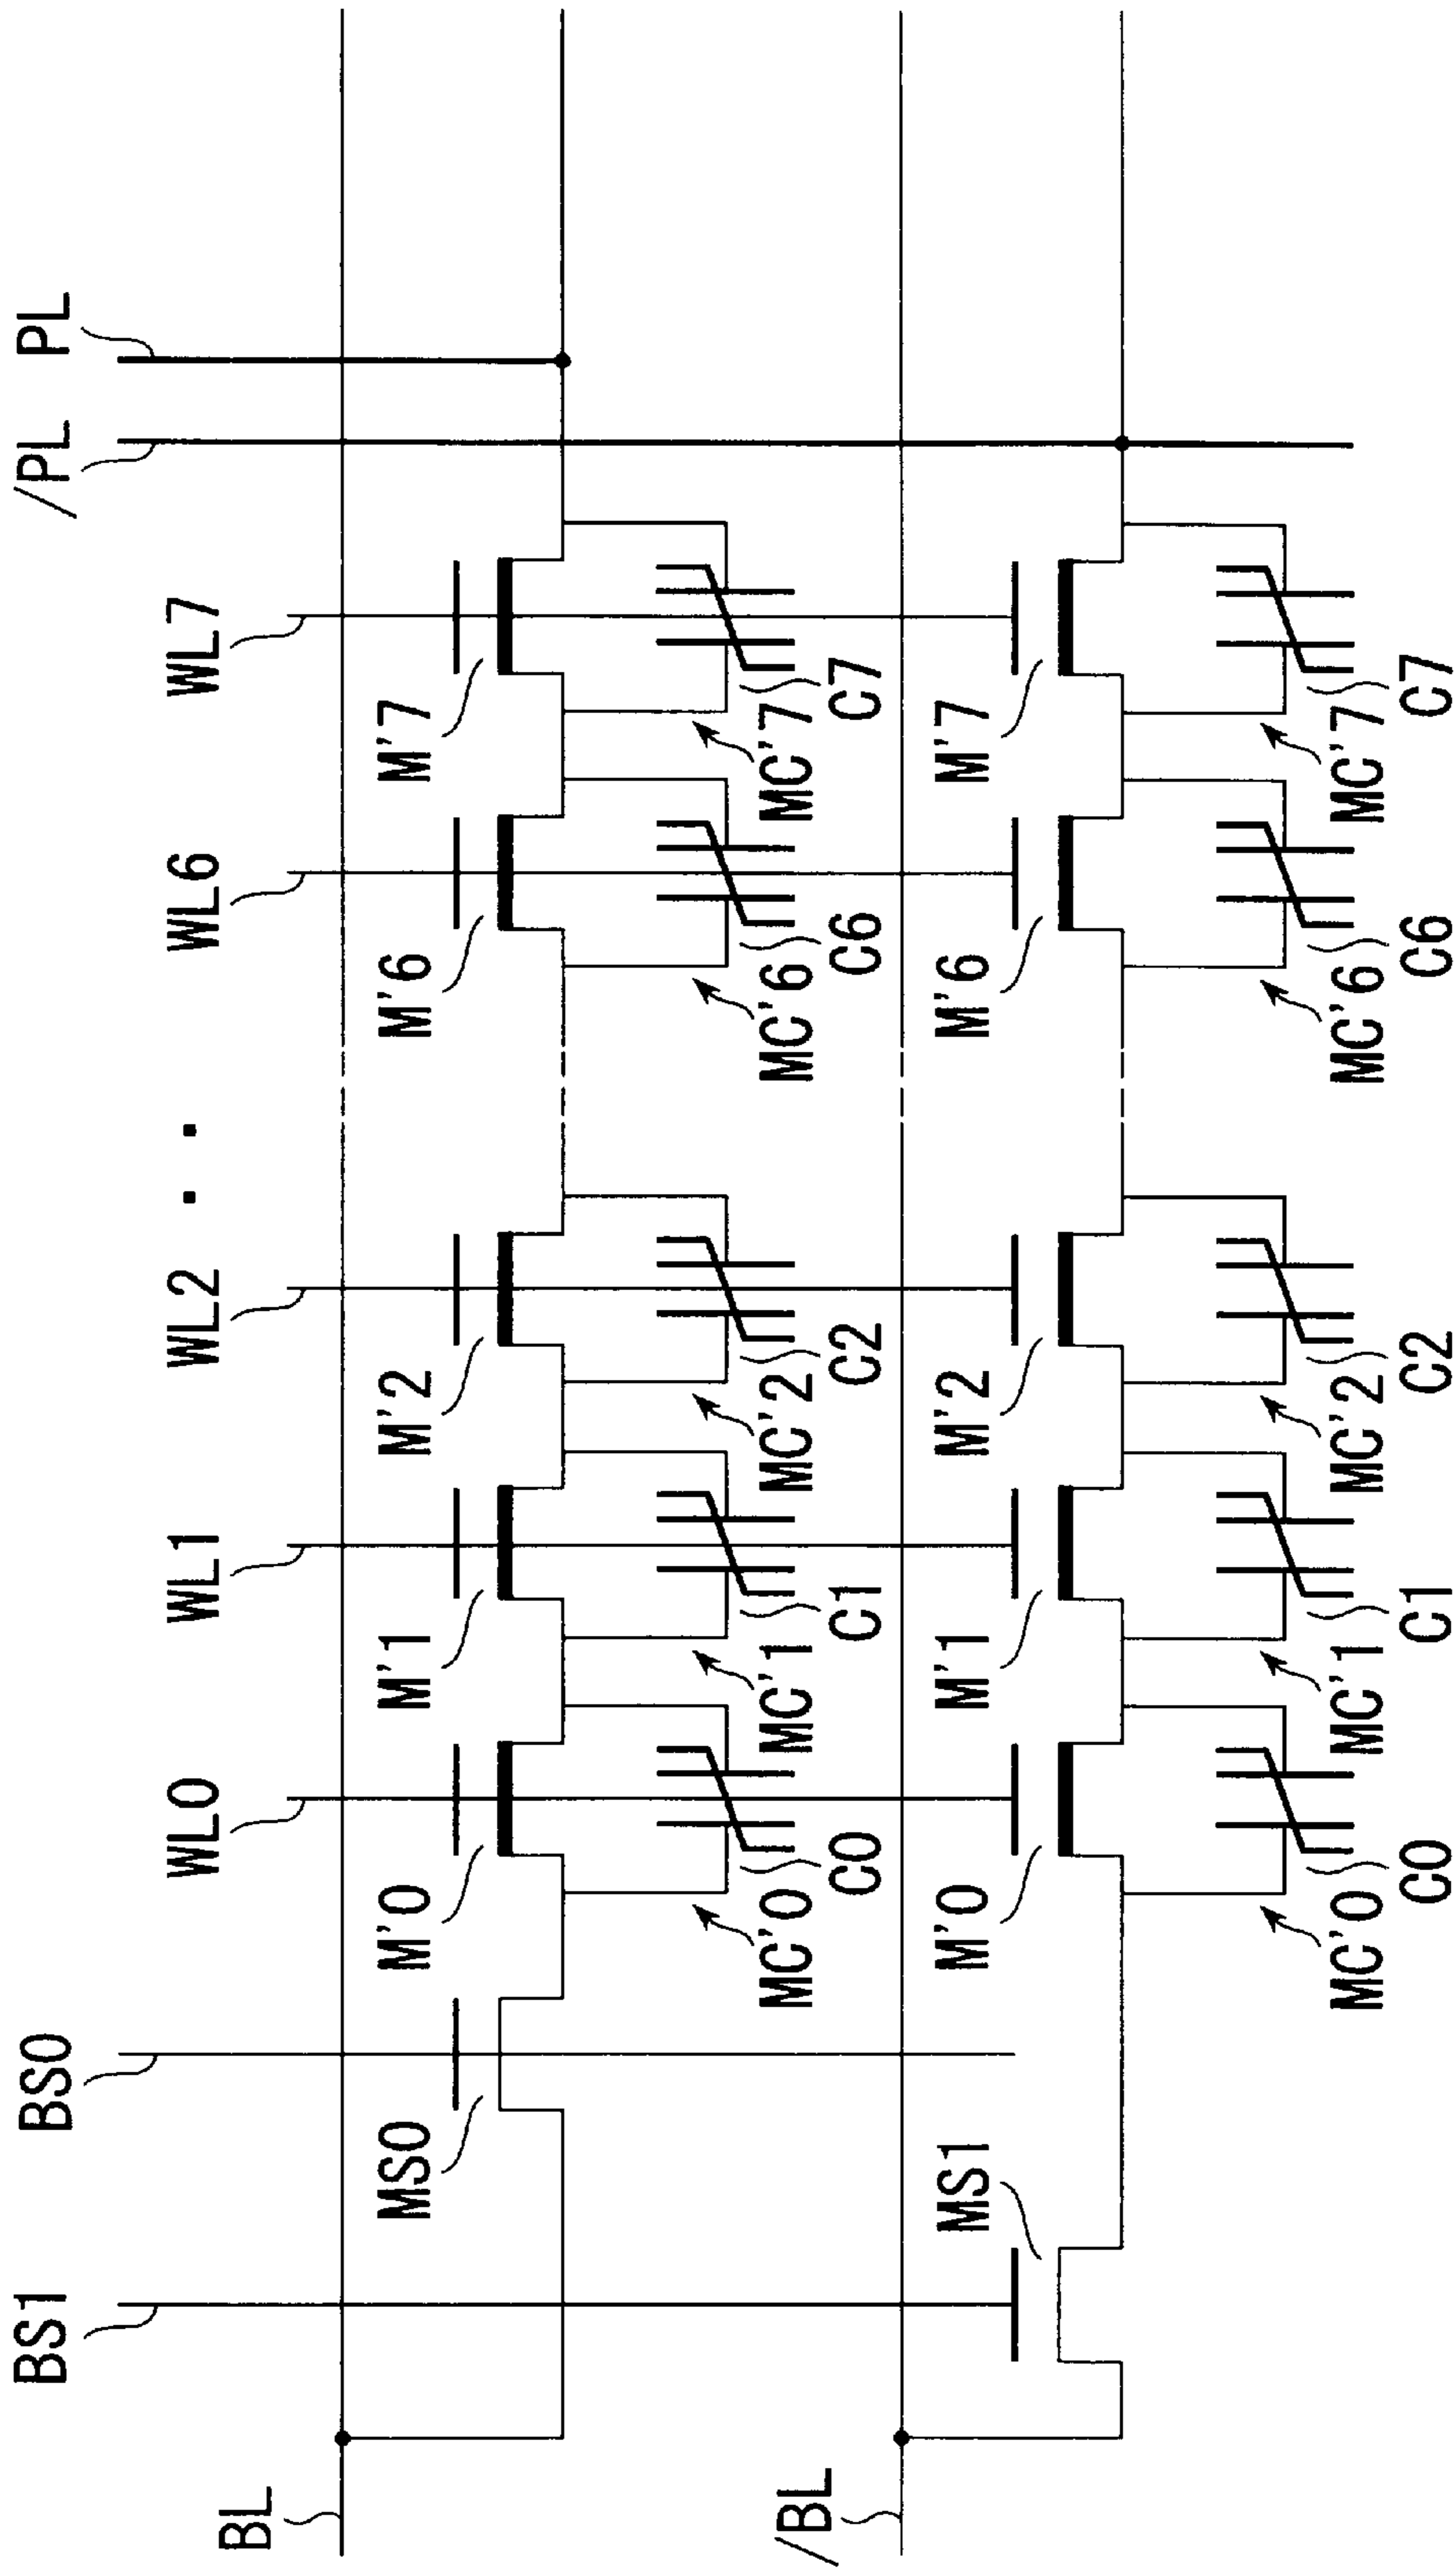 BS1 BS0 WL0 WL1 WL2 · · WL6 WL7 /PL PL
BL
MS0 M'0 M'1 M'2 M'6 M'7
MC'0 MC'1 MC'2 MC'6 MC'7
C0 C1 C2 C6 C7
/BL
MS1 M'0 M'1 M'2 M'6 M'7
MC'0 MC'1 MC'2 MC'6 MC'7
C0 C1 C2 C6 C7